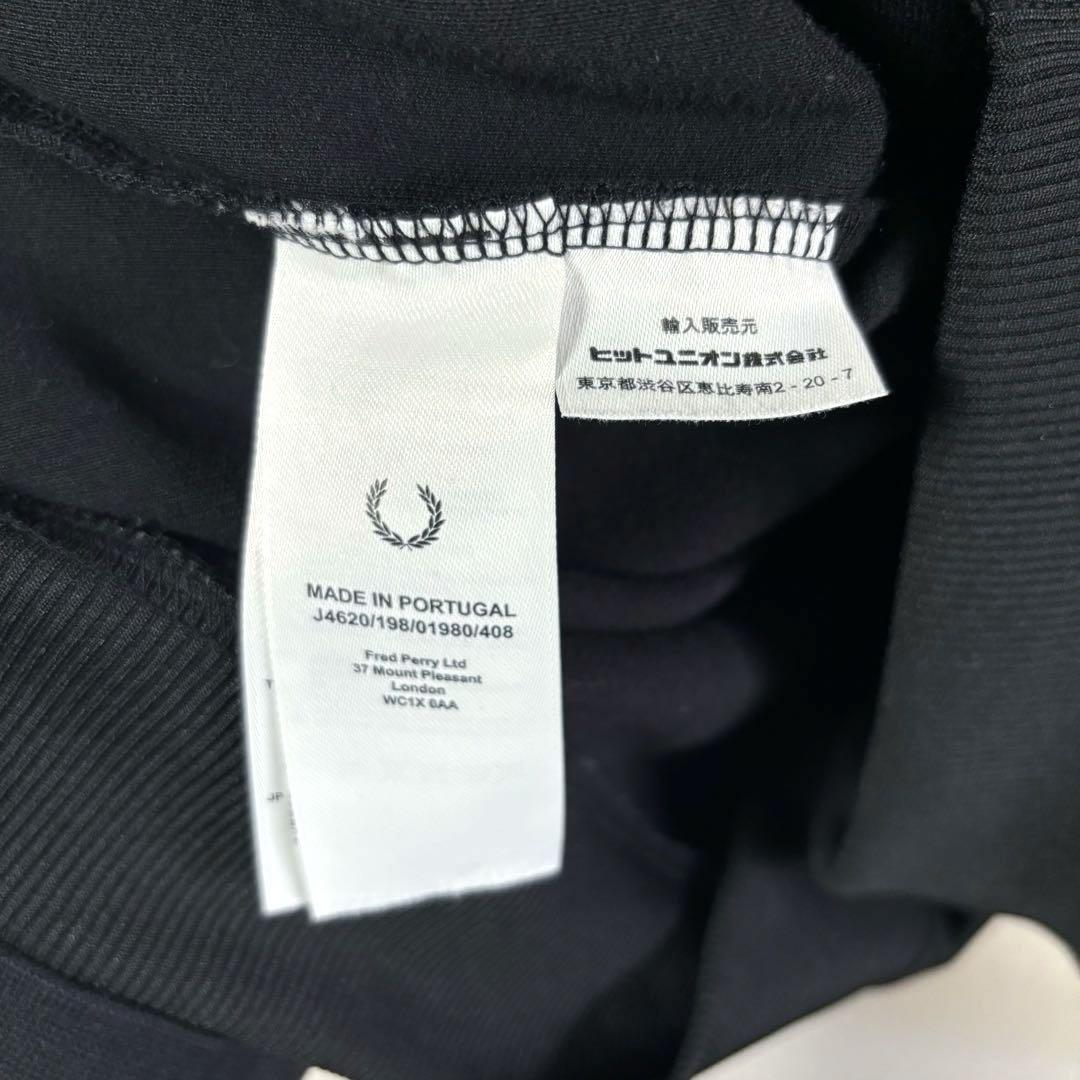 輸入販売元
ヒットユニオン株式会社
東京都渋谷区恵比寿南2-20-7
MADE IN PORTUGAL
J4620/198/01980/408
Fred Perry Ltd
37 Mount Pleasant
London
WC1X 0AA
T
JP